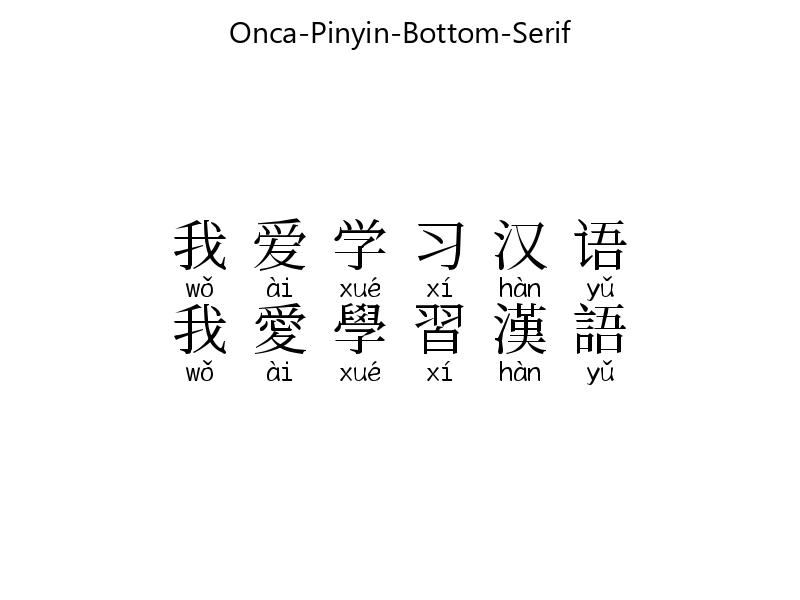 Onca-Pinyin-Bottom-Serif
我 爱 学 习 汉 语
wǒ ài xué xí hàn yǔ
我 愛 學 習 漢 語
wǒ ài xué xí hàn yǔ